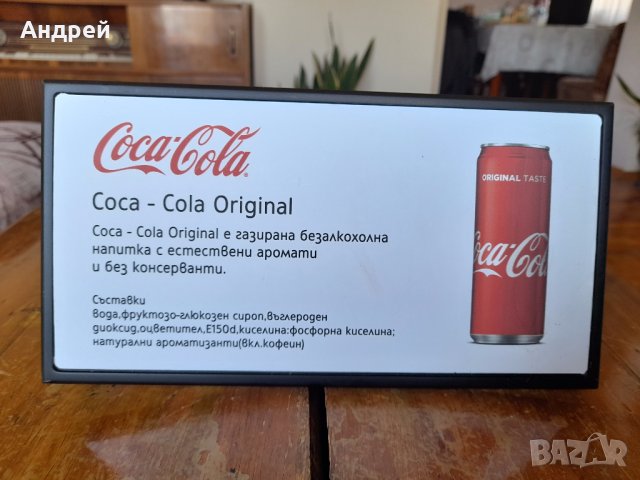 Андрей
Coca-Cola
Coca - Cola Original
Coca - Cola Original е газирана безалкохолна
напитка с естествени аромати
и без консерванти.
Съставки
вода,фруктозо-глюкозен сироп,въглероден
диоксид,оцветител,Е150d,киселина:фосфорна киселина;
натурални ароматизанти(вкл.кофеин)
ORIGINAL TASTE
Coca-Cola
BAZAR